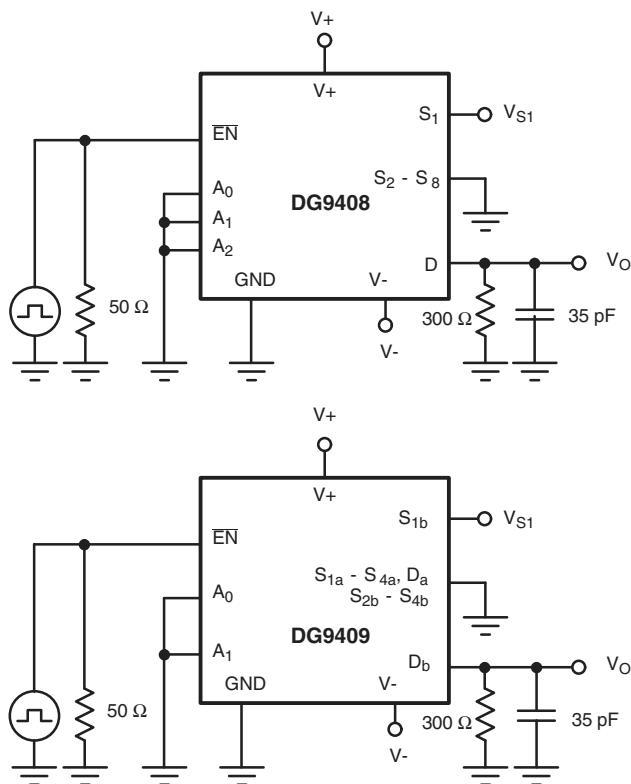 V+
V+
EN
S1
VS1
A0
S2 - S8
A1
DG9408
A2
D
VO
GND
V-
50 Ω
300 Ω
35 pF
V-
V+
V+
EN
S1b
VS1
A0
S1a - S4a, Da
S2b - S4b
DG9409
A1
Db
VO
GND
V-
50 Ω
300 Ω
35 pF
V-